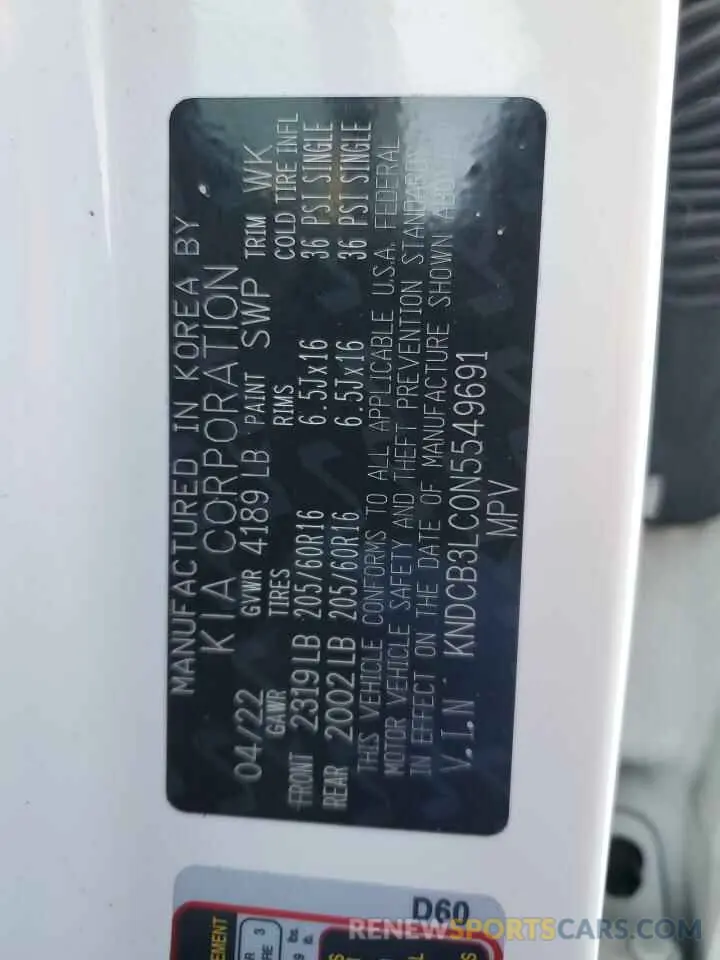 MANUFACTURED IN KOREA BY
KIA CORPORATION
04/22 GVWR 4189 LB PAINT SWP TRIM WK
GAWR TIRES RIMS COLD TIRE INFL
FRONT 2319LB 205/60R16 6.5Jx16 36 PSI SINGLE
REAR 2002LB 205/60R16 6.5Jx16 36 PSI SINGLE
THIS VEHICLE CONFORMS TO ALL APPLICABLE U.S.A. FEDERAL
MOTOR VEHICLE SAFETY AND THEFT PREVENTION STANDARDS
IN EFFECT ON THE DATE OF MANUFACTURE SHOWN
V.I.N KNDCB3LC0N5549691
MPV
D60
RENEWSPORTSCARS.COM